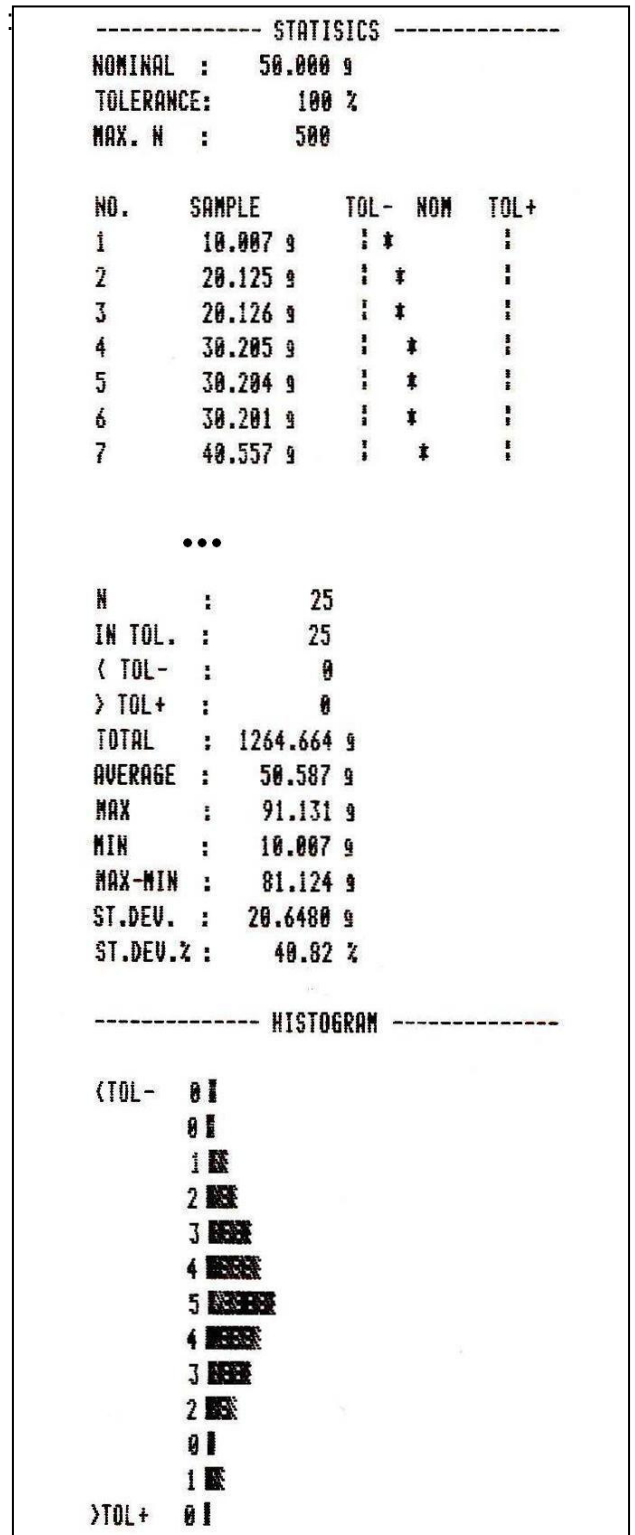 :
--------------- STATISICS ---------------
NOMINAL : 50.000 g
TOLERANCE: 100 %
MAX. N : 500
NO. SAMPLE TOL- NOM TOL+
1 10.007 g ¦ * ¦
2 20.125 g ¦ * ¦
3 20.126 g ¦ * ¦
4 30.205 g ¦ * ¦
5 30.204 g ¦ * ¦
6 30.201 g ¦ * ¦
7 40.557 g ¦ * ¦
...
N : 25
IN TOL. : 25
< TOL- : 0
> TOL+ : 0
TOTAL : 1264.664 g
AVERAGE : 50.587 g
MAX : 91.131 g
MIN : 10.007 g
MAX-MIN : 81.124 g
ST.DEV. : 20.6480 g
ST.DEV.% : 40.82 %
--------------- HISTOGRAM ---------------
<TOL- 0
0
1
2
3
4
5
4
3
2
0
1
>TOL+ 0